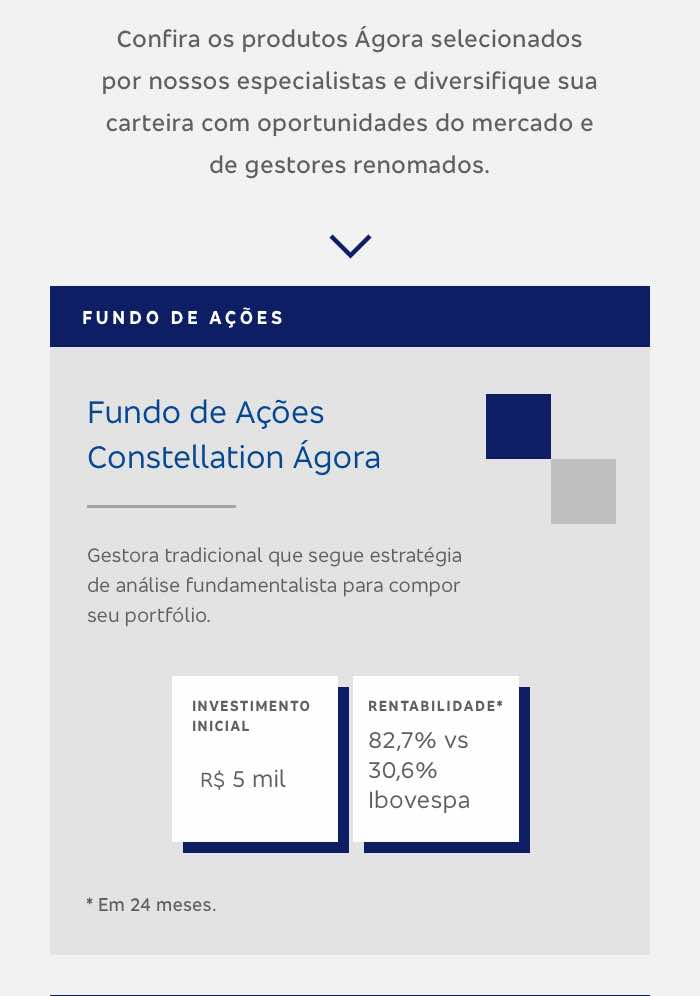 Confira os produtos Ágora selecionados
por nossos especialistas e diversifique sua
carteira com oportunidades do mercado e
de gestores renomados.
FUNDO DE AÇÕES
Fundo de Ações
Constellation Ágora
Gestora tradicional que segue estratégia
de análise fundamentalista para compor
seu portfólio.
INVESTIMENTO
INICIAL
R$ 5 mil
RENTABILIDADE*
82,7% vs
30,6%
Ibovespa
* Em 24 meses.